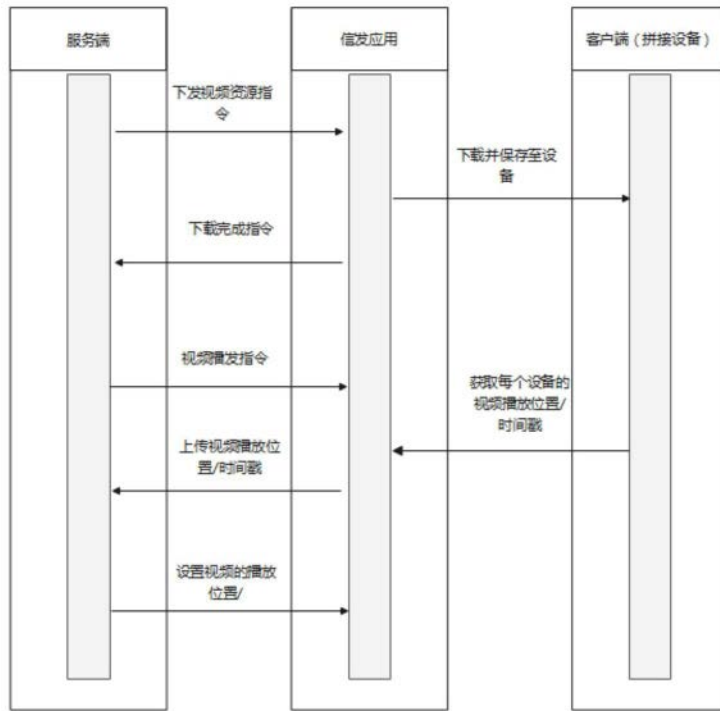 服务端
信发应用
客户端（拼接设备）
下发视频资源指
令
下载并保存至设
备
下载完成指令
视频播发指令
获取每个设备的
视频播放位置/
时间戳
上传视频播放位
置/时间戳
设置视频的播放
位置/